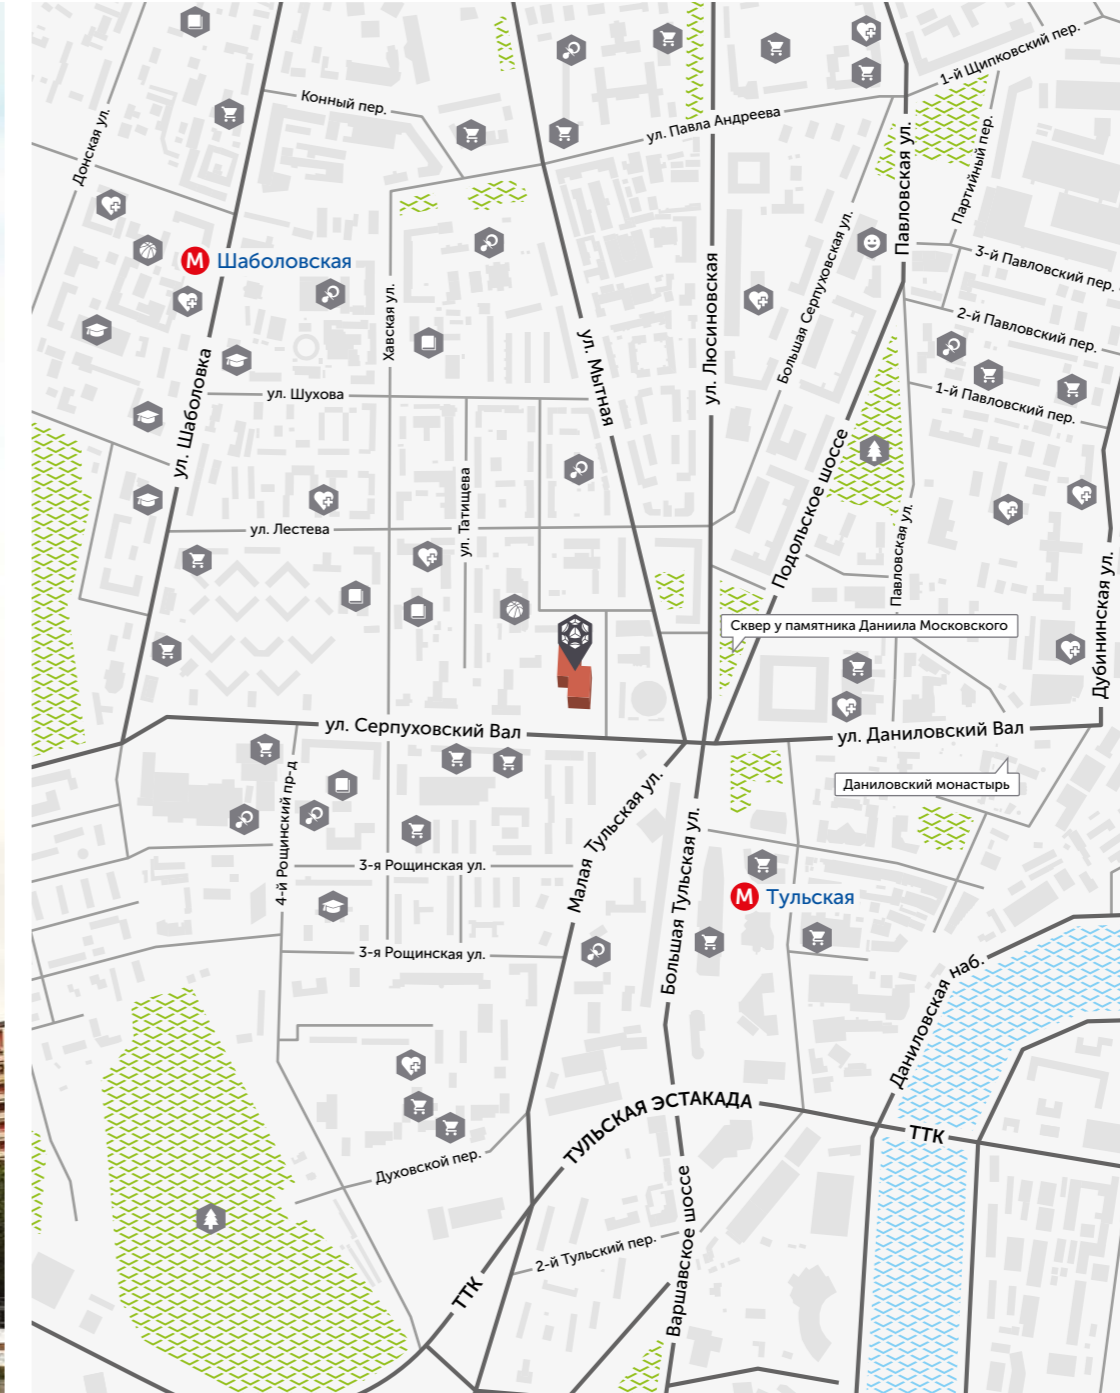 1-й Щипковский пер.
Конный пер.
ул. Павла Андреева
Донская ул.
Павловская ул.
Партийный пер.
М Шаболовская
Хавская ул.
ул. Люсиновская
Большая Серпуховская ул.
3-й Павловский пер.
2-й Павловский пер.
ул. Мытная
ул. Шаболовка
ул. Шухова
1-й Павловский пер.
ул. Татищева
Подольское шоссе
ул. Лестева
Павловская ул.
Дубининская ул.
Сквер у памятника Даниила Московского
ул. Серпуховский Вал
ул. Даниловский Вал
Даниловский монастырь
4-й Рощинский пр-д
Малая Тульская ул.
Большая Тульская ул.
3-я Рощинская ул.
М Тульская
3-я Рощинская ул.
Даниловская наб.
ТУЛЬСКАЯ ЭСТАКАДА
ТТК
Духовской пер.
2-й Тульский пер.
Варшавское шоссе
ТТК